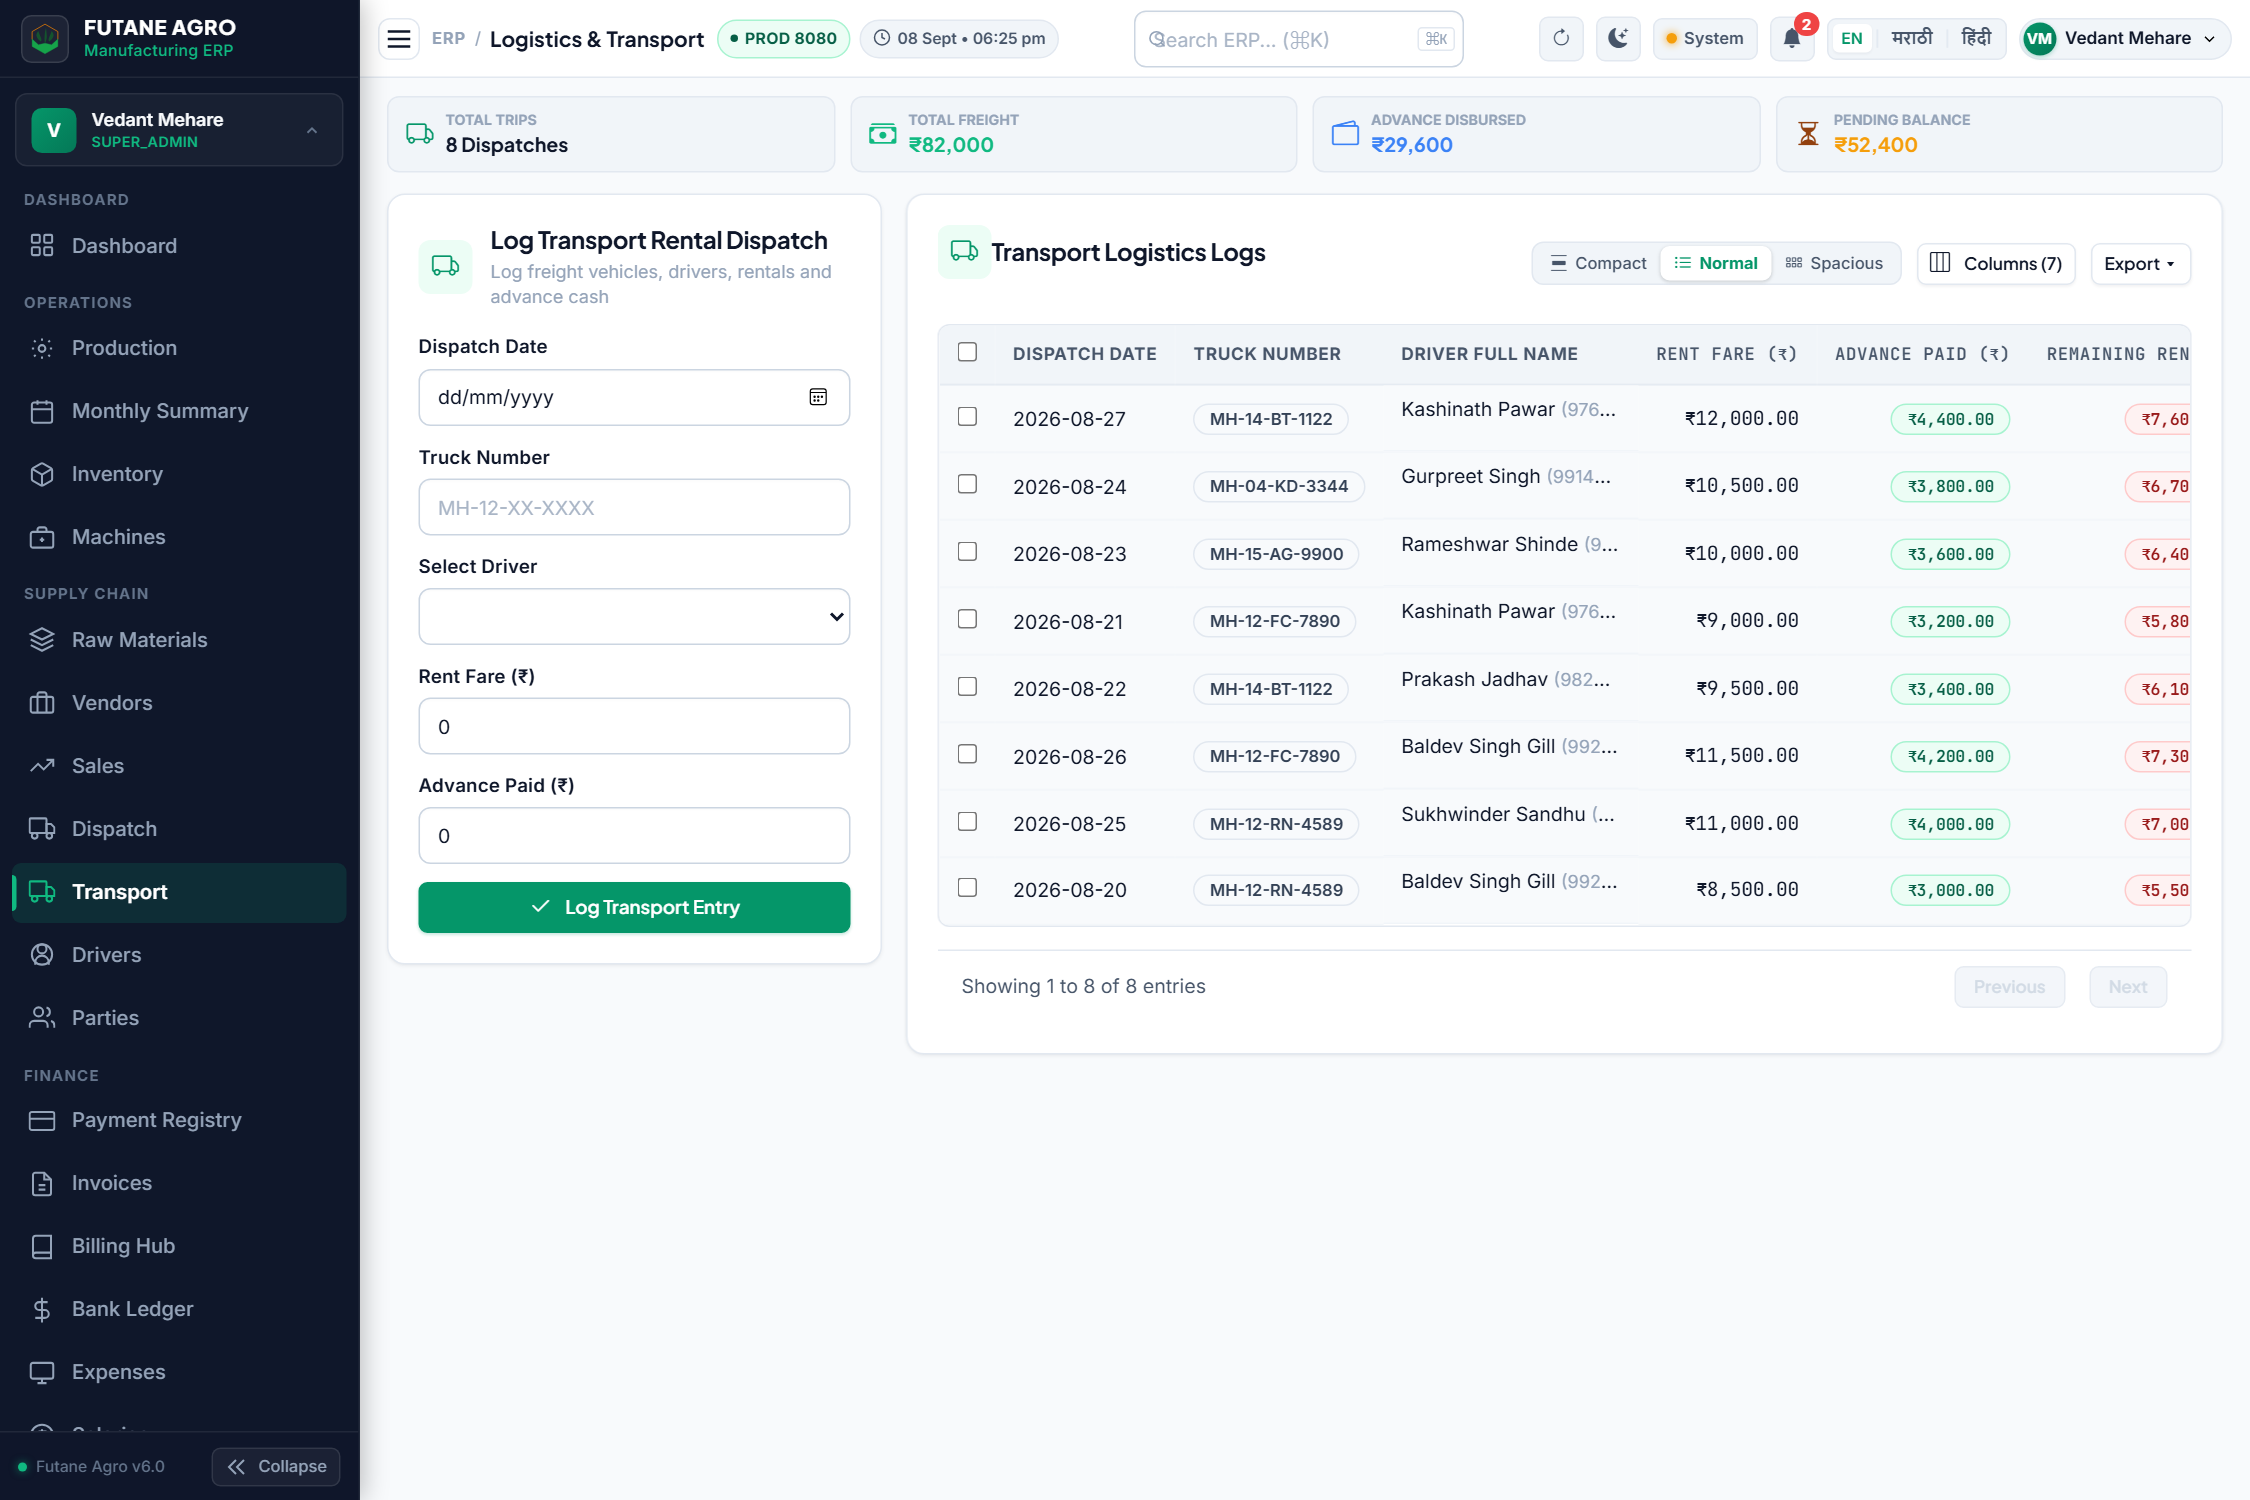 FUTANE AGRO
Manufacturing ERP
V
Vedant Mehare
SUPER_ADMIN
DASHBOARD
Dashboard
OPERATIONS
Production
Monthly Summary
Inventory
Machines
SUPPLY CHAIN
Raw Materials
Vendors
Sales
Dispatch
Transport
Drivers
Parties
FINANCE
Payment Registry
Invoices
Billing Hub
Bank Ledger
Expenses
Futane Agro v6.0
Collapse
ERP / Logistics & Transport
PROD 8080
08 Sept • 06:25 pm
Search ERP... (⌘K)
⌘K
System
2
EN
मराठी
हिंदी
VM
Vedant Mehare
TOTAL TRIPS
8 Dispatches
TOTAL FREIGHT
₹82,000
ADVANCE DISBURSED
₹29,600
PENDING BALANCE
₹52,400
Log Transport Rental Dispatch
Log freight vehicles, drivers, rentals and
advance cash
Dispatch Date
dd/mm/yyyy
Truck Number
MH-12-XX-XXXX
Select Driver
Rent Fare (₹)
0
Advance Paid (₹)
0
Log Transport Entry
Transport Logistics Logs
Compact
Normal
Spacious
Columns (7)
Export
DISPATCH DATE TRUCK NUMBER DRIVER FULL NAME RENT FARE (₹) ADVANCE PAID (₹) REMAINING REN
2026-08-27 MH-14-BT-1122 Kashinath Pawar (976... ₹12,000.00 ₹4,400.00 ₹7,60
2026-08-24 MH-04-KD-3344 Gurpreet Singh (9914... ₹10,500.00 ₹3,800.00 ₹6,70
2026-08-23 MH-15-AG-9900 Rameshwar Shinde (9... ₹10,000.00 ₹3,600.00 ₹6,40
2026-08-21 MH-12-FC-7890 Kashinath Pawar (976... ₹9,000.00 ₹3,200.00 ₹5,80
2026-08-22 MH-14-BT-1122 Prakash Jadhav (982... ₹9,500.00 ₹3,400.00 ₹6,10
2026-08-26 MH-12-FC-7890 Baldev Singh Gill (992... ₹11,500.00 ₹4,200.00 ₹7,30
2026-08-25 MH-12-RN-4589 Sukhwinder Sandhu (... ₹11,000.00 ₹4,000.00 ₹7,00
2026-08-20 MH-12-RN-4589 Baldev Singh Gill (992... ₹8,500.00 ₹3,000.00 ₹5,50
Showing 1 to 8 of 8 entries
Previous
Next